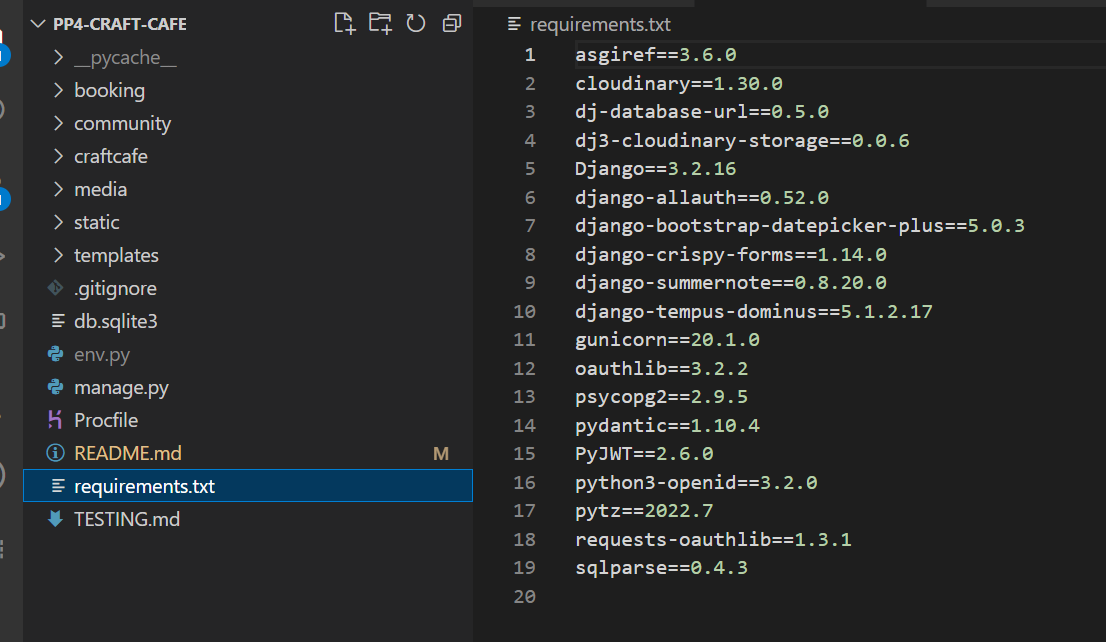 PP4-CRAFT-CAFE
__pycache__
booking
community
craftcafe
media
static
templates
.gitignore
db.sqlite3
env.py
manage.py
Procfile
README.md M
requirements.txt
TESTING.md
requirements.txt
1 asgiref==3.6.0
2 cloudinary==1.30.0
3 dj-database-url==0.5.0
4 dj3-cloudinary-storage==0.0.6
5 Django==3.2.16
6 django-allauth==0.52.0
7 django-bootstrap-datepicker-plus==5.0.3
8 django-crispy-forms==1.14.0
9 django-summernote==0.8.20.0
10 django-tempus-dominus==5.1.2.17
11 gunicorn==20.1.0
12 oauthlib==3.2.2
13 psycopg2==2.9.5
14 pydantic==1.10.4
15 PyJWT==2.6.0
16 python3-openid==3.2.0
17 pytz==2022.7
18 requests-oauthlib==1.3.1
19 sqlparse==0.4.3
20